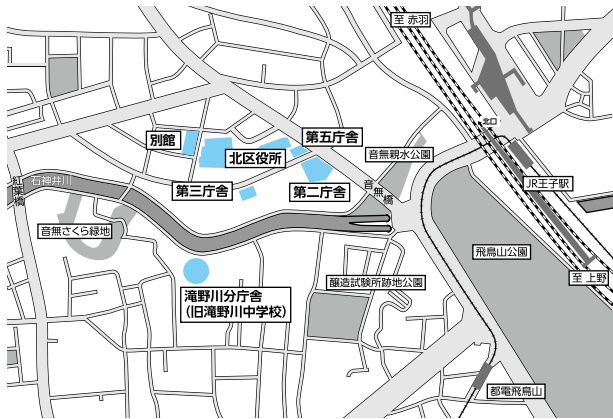 至 赤羽
北口
別館
第五庁舎
北区役所
音無親水公園
JR王子駅
紅葉橋
石神井川
第三庁舎
第二庁舎
音無橋
音無さくら緑地
飛鳥山公園
醸造試験所跡地公園
至 上野
滝野川分庁舎
(旧滝野川中学校)
都電飛鳥山